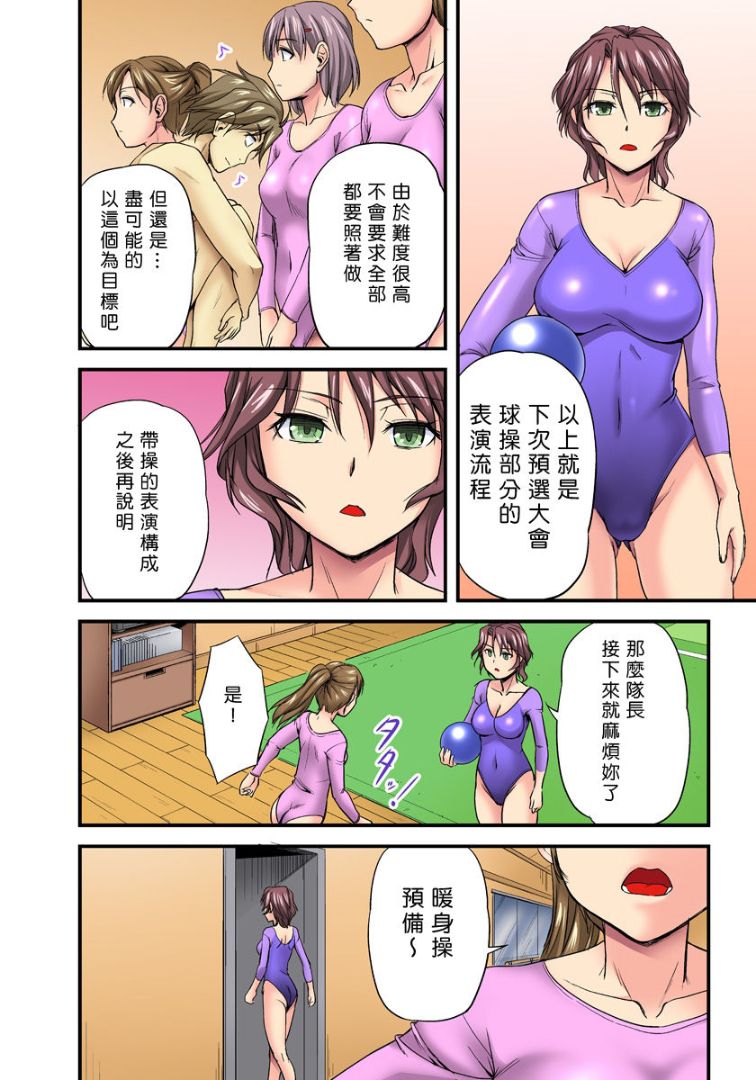 以上就是
下次預選大會
球操部分的
表演流程
由於難度很高
不會要求全部
都要照著做
但還是…
盡可能的
以這個為目標吧
帶操的表演構成
之後再說明
那麼隊長
接下來就麻煩妳了
タタッ!
是!
暖身操
預備～